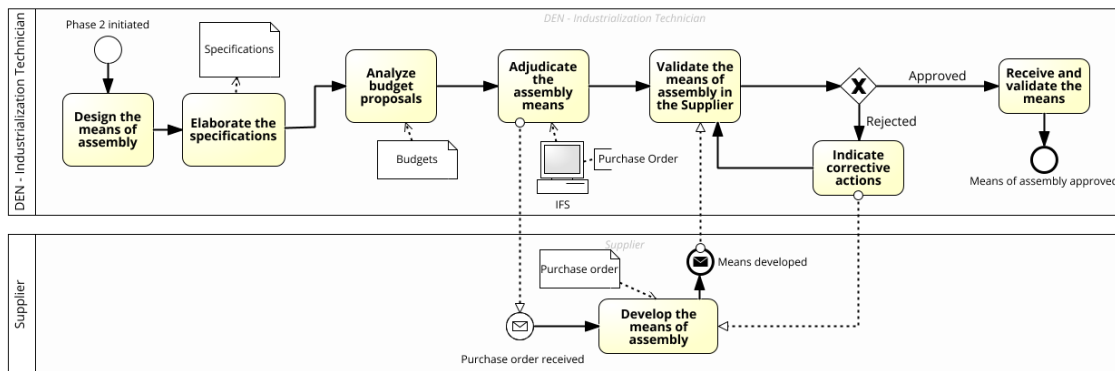 DEN - Industrialization Technician
DEN - Industrialization Technician
Phase 2 initiated
Specifications
Design the
means of
assembly
Elaborate the
specifications
Analyze
budget
proposals
Budgets
Adjudicate
the
assembly
means
Purchase Order
IFS
Validate the
means of
assembly in
the Supplier
X
Approved
Rejected
Indicate
corrective
actions
Receive and
validate the
means
Means of assembly approved
Supplier
Supplier
Purchase order
Means developed
Develop the
means of
assembly
Purchase order received